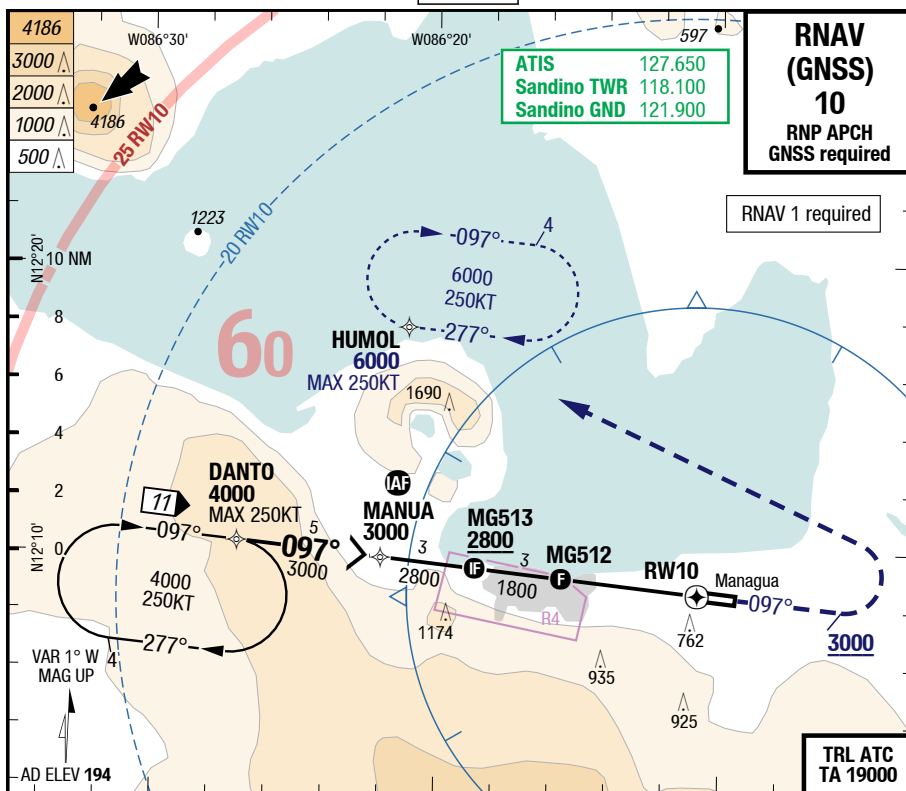 4186
3000
2000
1000
500
W086°30'
W086°20'
597
ATIS 127.650
Sandino TWR 118.100
Sandino GND 121.900
RNAV
(GNSS)
10
RNP APCH
GNSS required
RNAV 1 required
4186
25 RW10
20 RW10
1223
N12°20'
10 NM
8
6
4
2
0
N12°10'
60
097°
4
6000
250KT
277°
HUMOL
6000
MAX 250KT
1690
DANTO
4000
MAX 250KT
11
097°
5
097°
3000
IAF
MANUA
3000
3
2800
MG513
2800
IF
3
1800
MG512
F
RW10
Managua
097°
3000
4000
250KT
277°
4
R4
1174
762
935
925
VAR 1° W
MAG UP
AD ELEV 194
TRL ATC
TA 19000